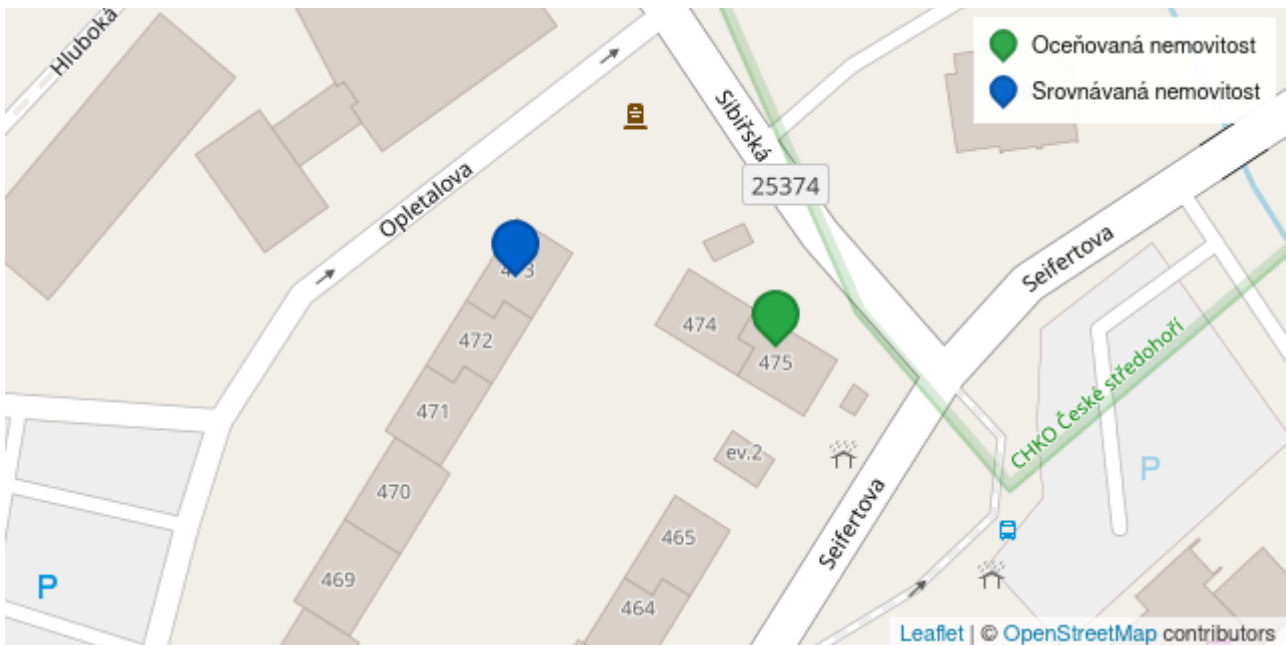 Hluboká
Oceňovaná nemovitost
Srovnávaná nemovitost
Sibiřská
Opletalova
25374
Seifertova
473
474
472
475
CHKO České středohoří
471
ev.2
P
470
Seifertova
465
469
P
464
Leaflet | © OpenStreetMap contributors